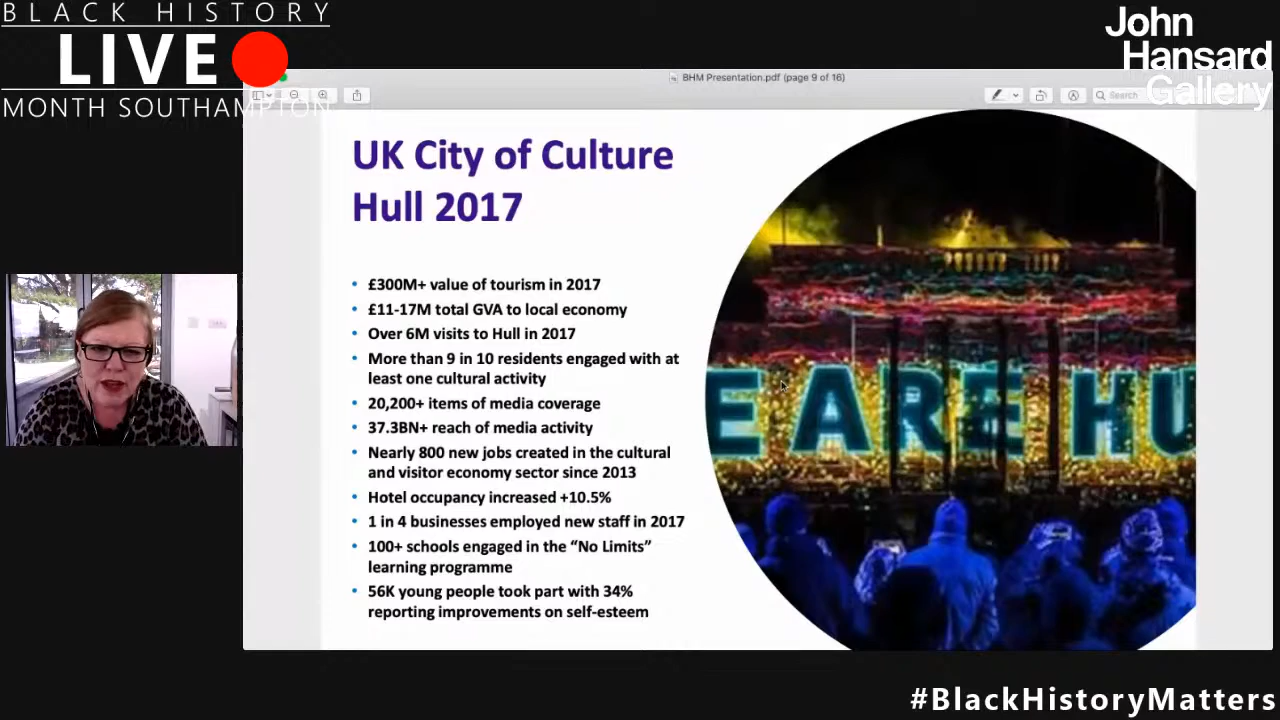 BLACK HISTORY
LIVE
MONTH SOUTHAMPTON
John
Hansard
Gallery
BHM Presentation.pdf (page 9 of 16)
Search
UK City of Culture
Hull 2017
• £300M+ value of tourism in 2017
• £11-17M total GVA to local economy
• Over 6M visits to Hull in 2017
• More than 9 in 10 residents engaged with at
least one cultural activity
• 20,200+ items of media coverage
• 37.3BN+ reach of media activity
• Nearly 800 new jobs created in the cultural
and visitor economy sector since 2013
• Hotel occupancy increased +10.5%
• 1 in 4 businesses employed new staff in 2017
• 100+ schools engaged in the “No Limits”
learning programme
• 56K young people took part with 34%
reporting improvements on self-esteem
E ARE HU
#BlackHistoryMatters